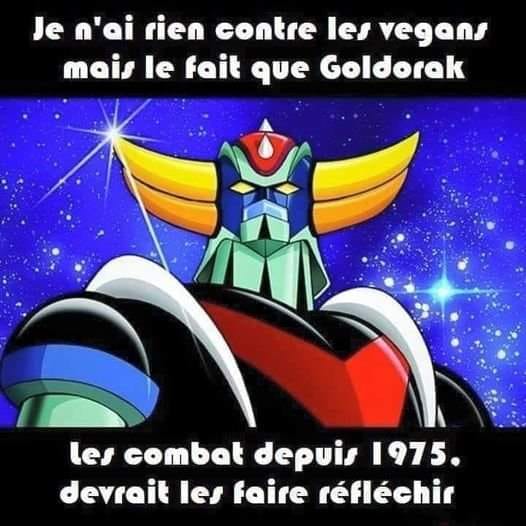 Je n'ai rien contre les vegans
mais le fait que Goldorak
Les combat depuis 1975,
devrait les faire réfléchir